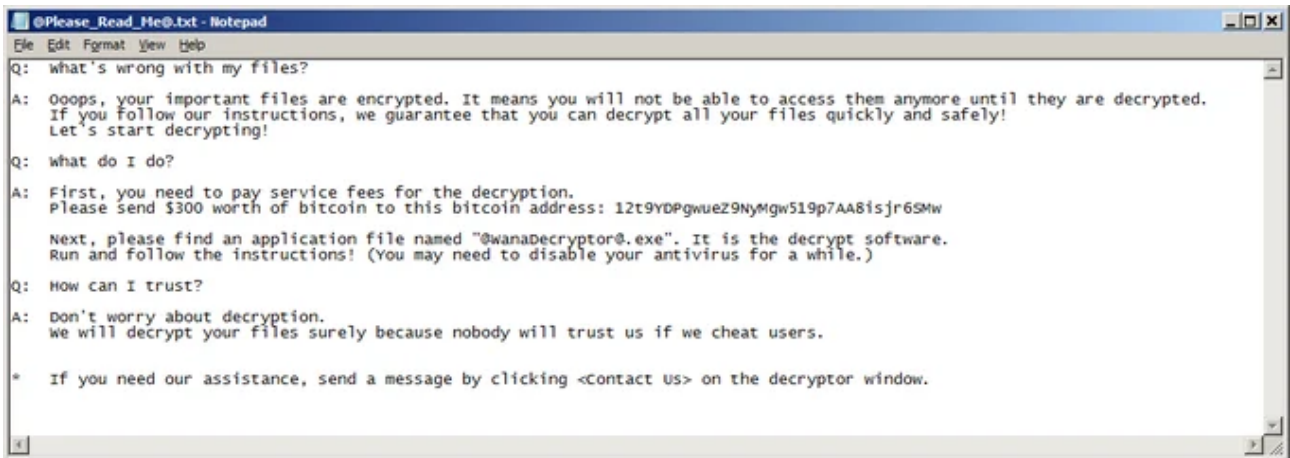 @Please_Read_Me@.txt - Notepad
File Edit Format View Help
Q: What's wrong with my files?
A: Ooops, your important files are encrypted. It means you will not be able to access them anymore until they are decrypted.
If you follow our instructions, we guarantee that you can decrypt all your files quickly and safely!
Let's start decrypting!
Q: What do I do?
A: First, you need to pay service fees for the decryption.
Please send $300 worth of bitcoin to this bitcoin address: 12t9YDPgwueZ9NyMgw519p7AA8isjr6SMw
Next, please find an application file named "@WanaDecryptor@.exe". It is the decrypt software.
Run and follow the instructions! (You may need to disable your antivirus for a while.)
Q: How can I trust?
A: Don't worry about decryption.
We will decrypt your files surely because nobody will trust us if we cheat users.
* If you need our assistance, send a message by clicking <Contact Us> on the decryptor window.